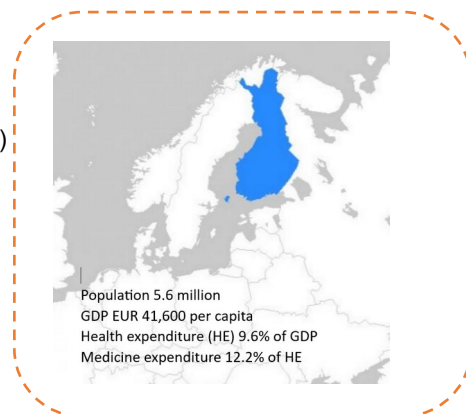 )
Population 5.6 million
GDP EUR 41,600 per capita
Health expenditure (HE) 9.6% of GDP
Medicine expenditure 12.2% of HE